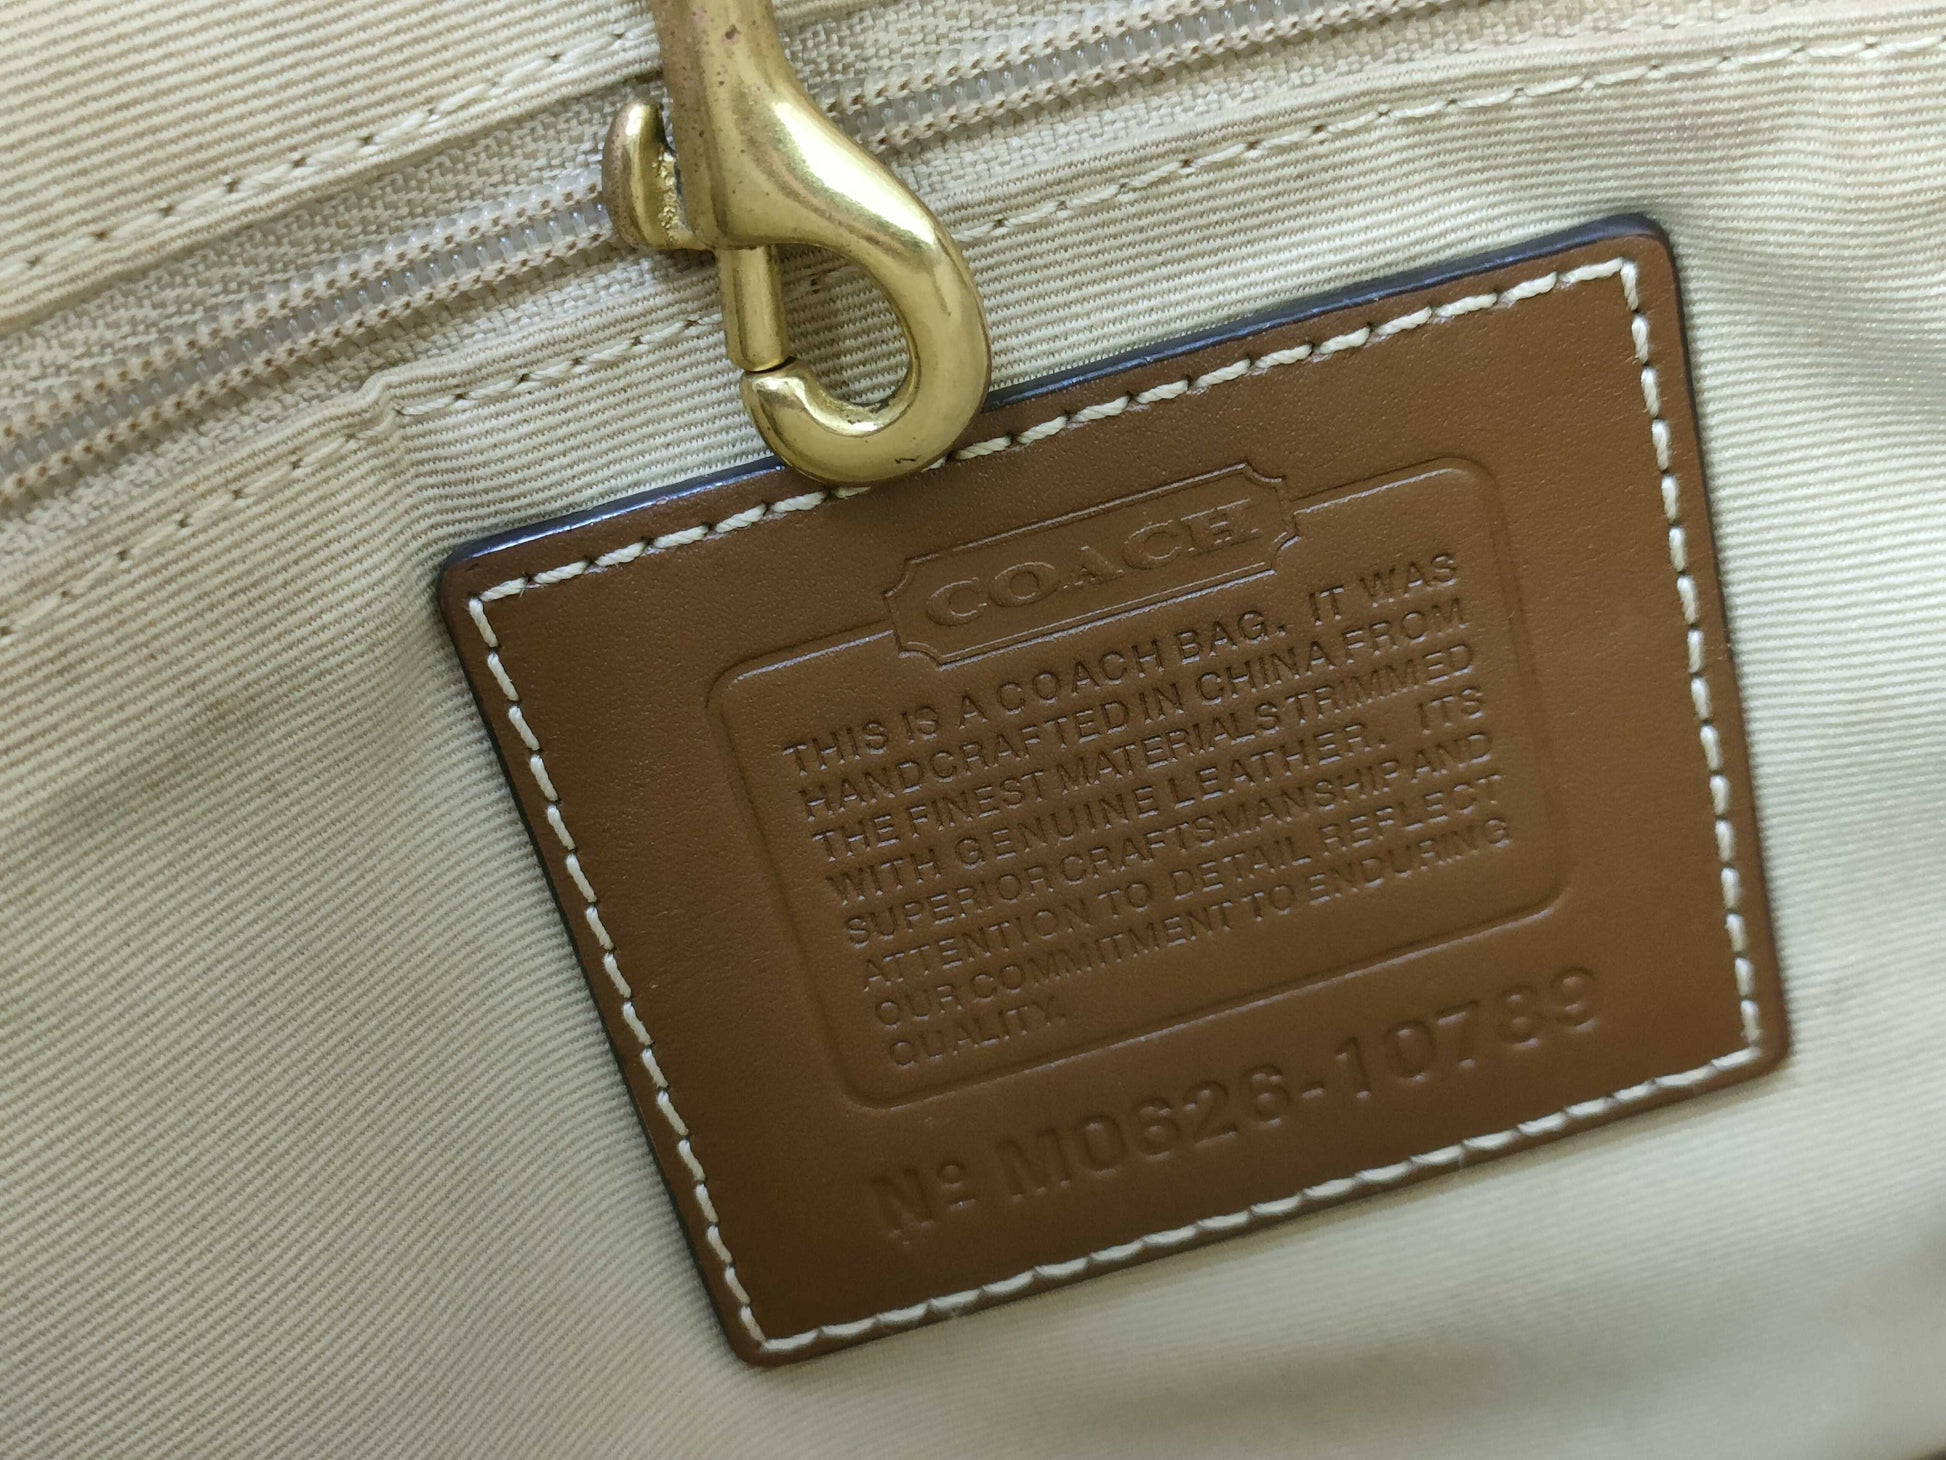 COACH
THIS IS A COACH BAG. IT WAS
HANDCRAFTED IN CHINA FROM
THE FINEST MATERIALS TRIMMED
WITH GENUINE LEATHER. ITS
SUPERIOR CRAFTSMANSHIP AND
ATTENTION TO DETAIL REFLECT
OUR COMMITMENT TO ENDURING
QUALITY.
Nº M0626-10789